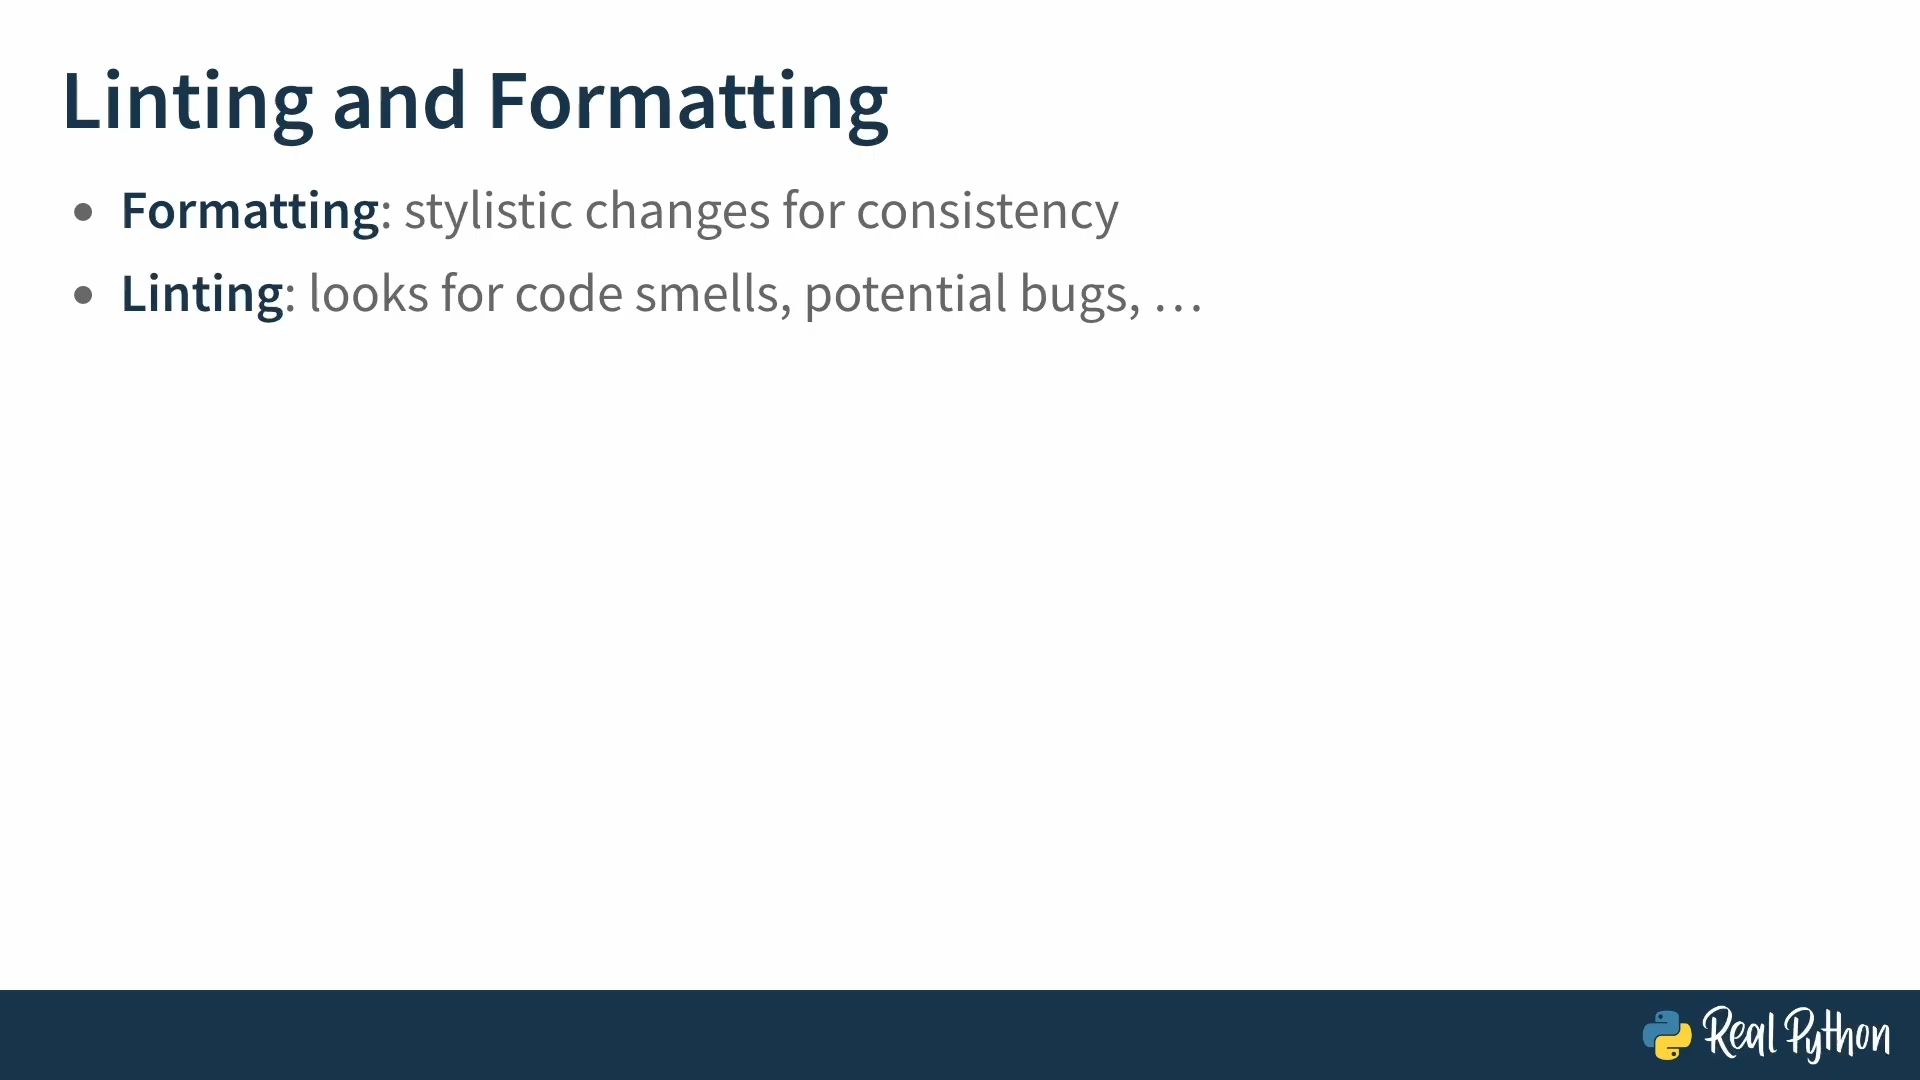 Linting and Formatting
• Formatting: stylistic changes for consistency
• Linting: looks for code smells, potential bugs, …
Real Python